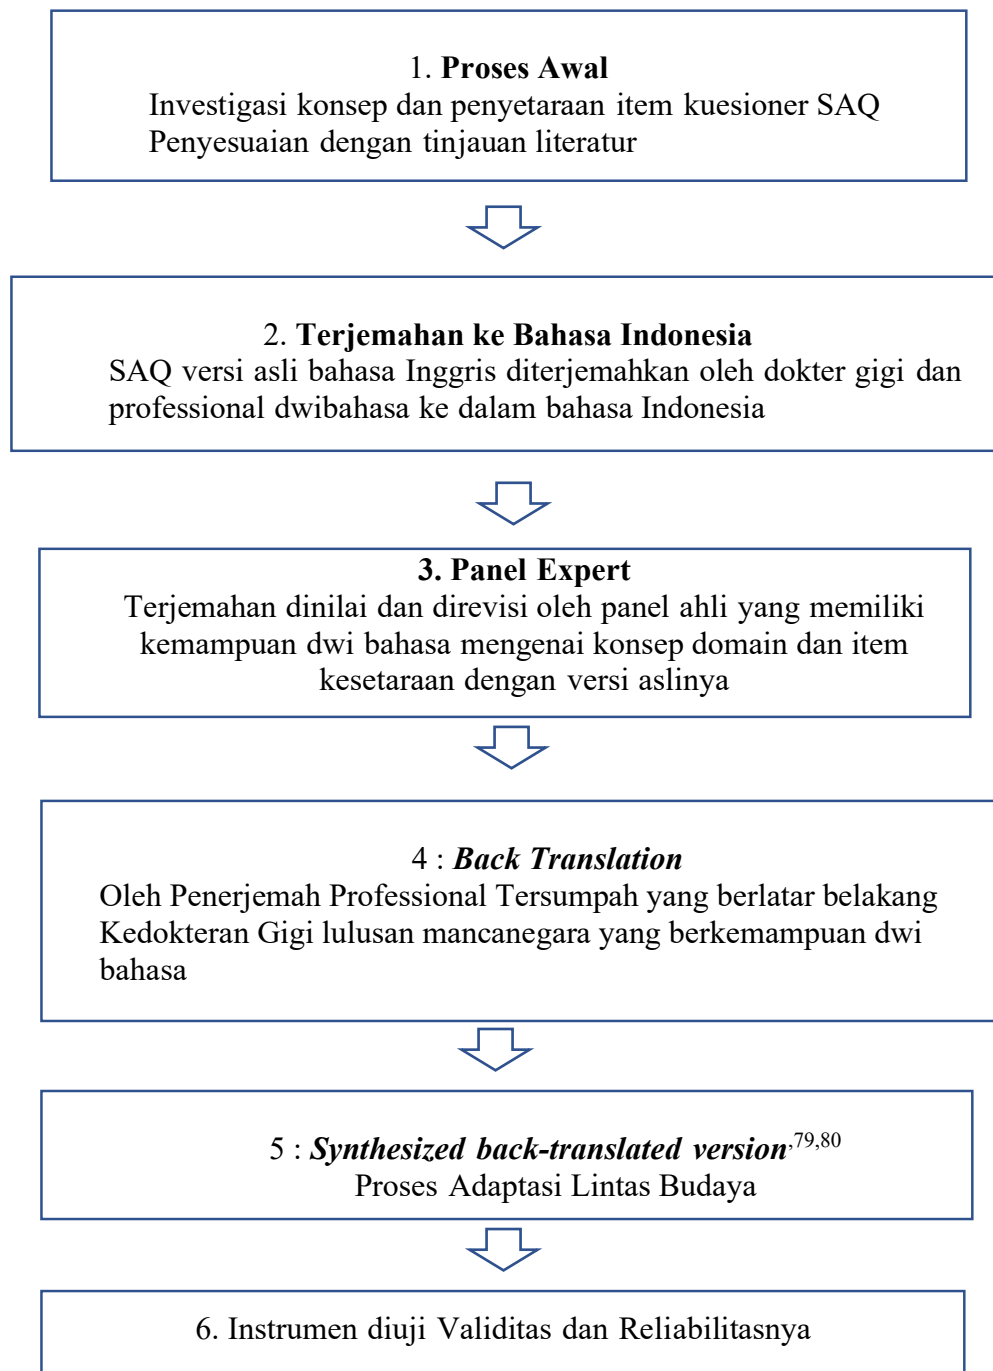 1. Proses Awal
Investigasi konsep dan penyetaraan item kuesioner SAQ
Penyesuaian dengan tinjauan literatur
2. Terjemahan ke Bahasa Indonesia
SAQ versi asli bahasa Inggris diterjemahkan oleh dokter gigi dan
professional dwibahasa ke dalam bahasa Indonesia
3. Panel Expert
Terjemahan dinilai dan direvisi oleh panel ahli yang memiliki
kemampuan dwi bahasa mengenai konsep domain dan item
kesetaraan dengan versi aslinya
4 : Back Translation
Oleh Penerjemah Professional Tersumpah yang berlatar belakang
Kedokteran Gigi lulusan mancanegara yang berkemampuan dwi
bahasa
5 : Synthesized back-translated version,79,80
Proses Adaptasi Lintas Budaya
6. Instrumen diuji Validitas dan Reliabilitasnya